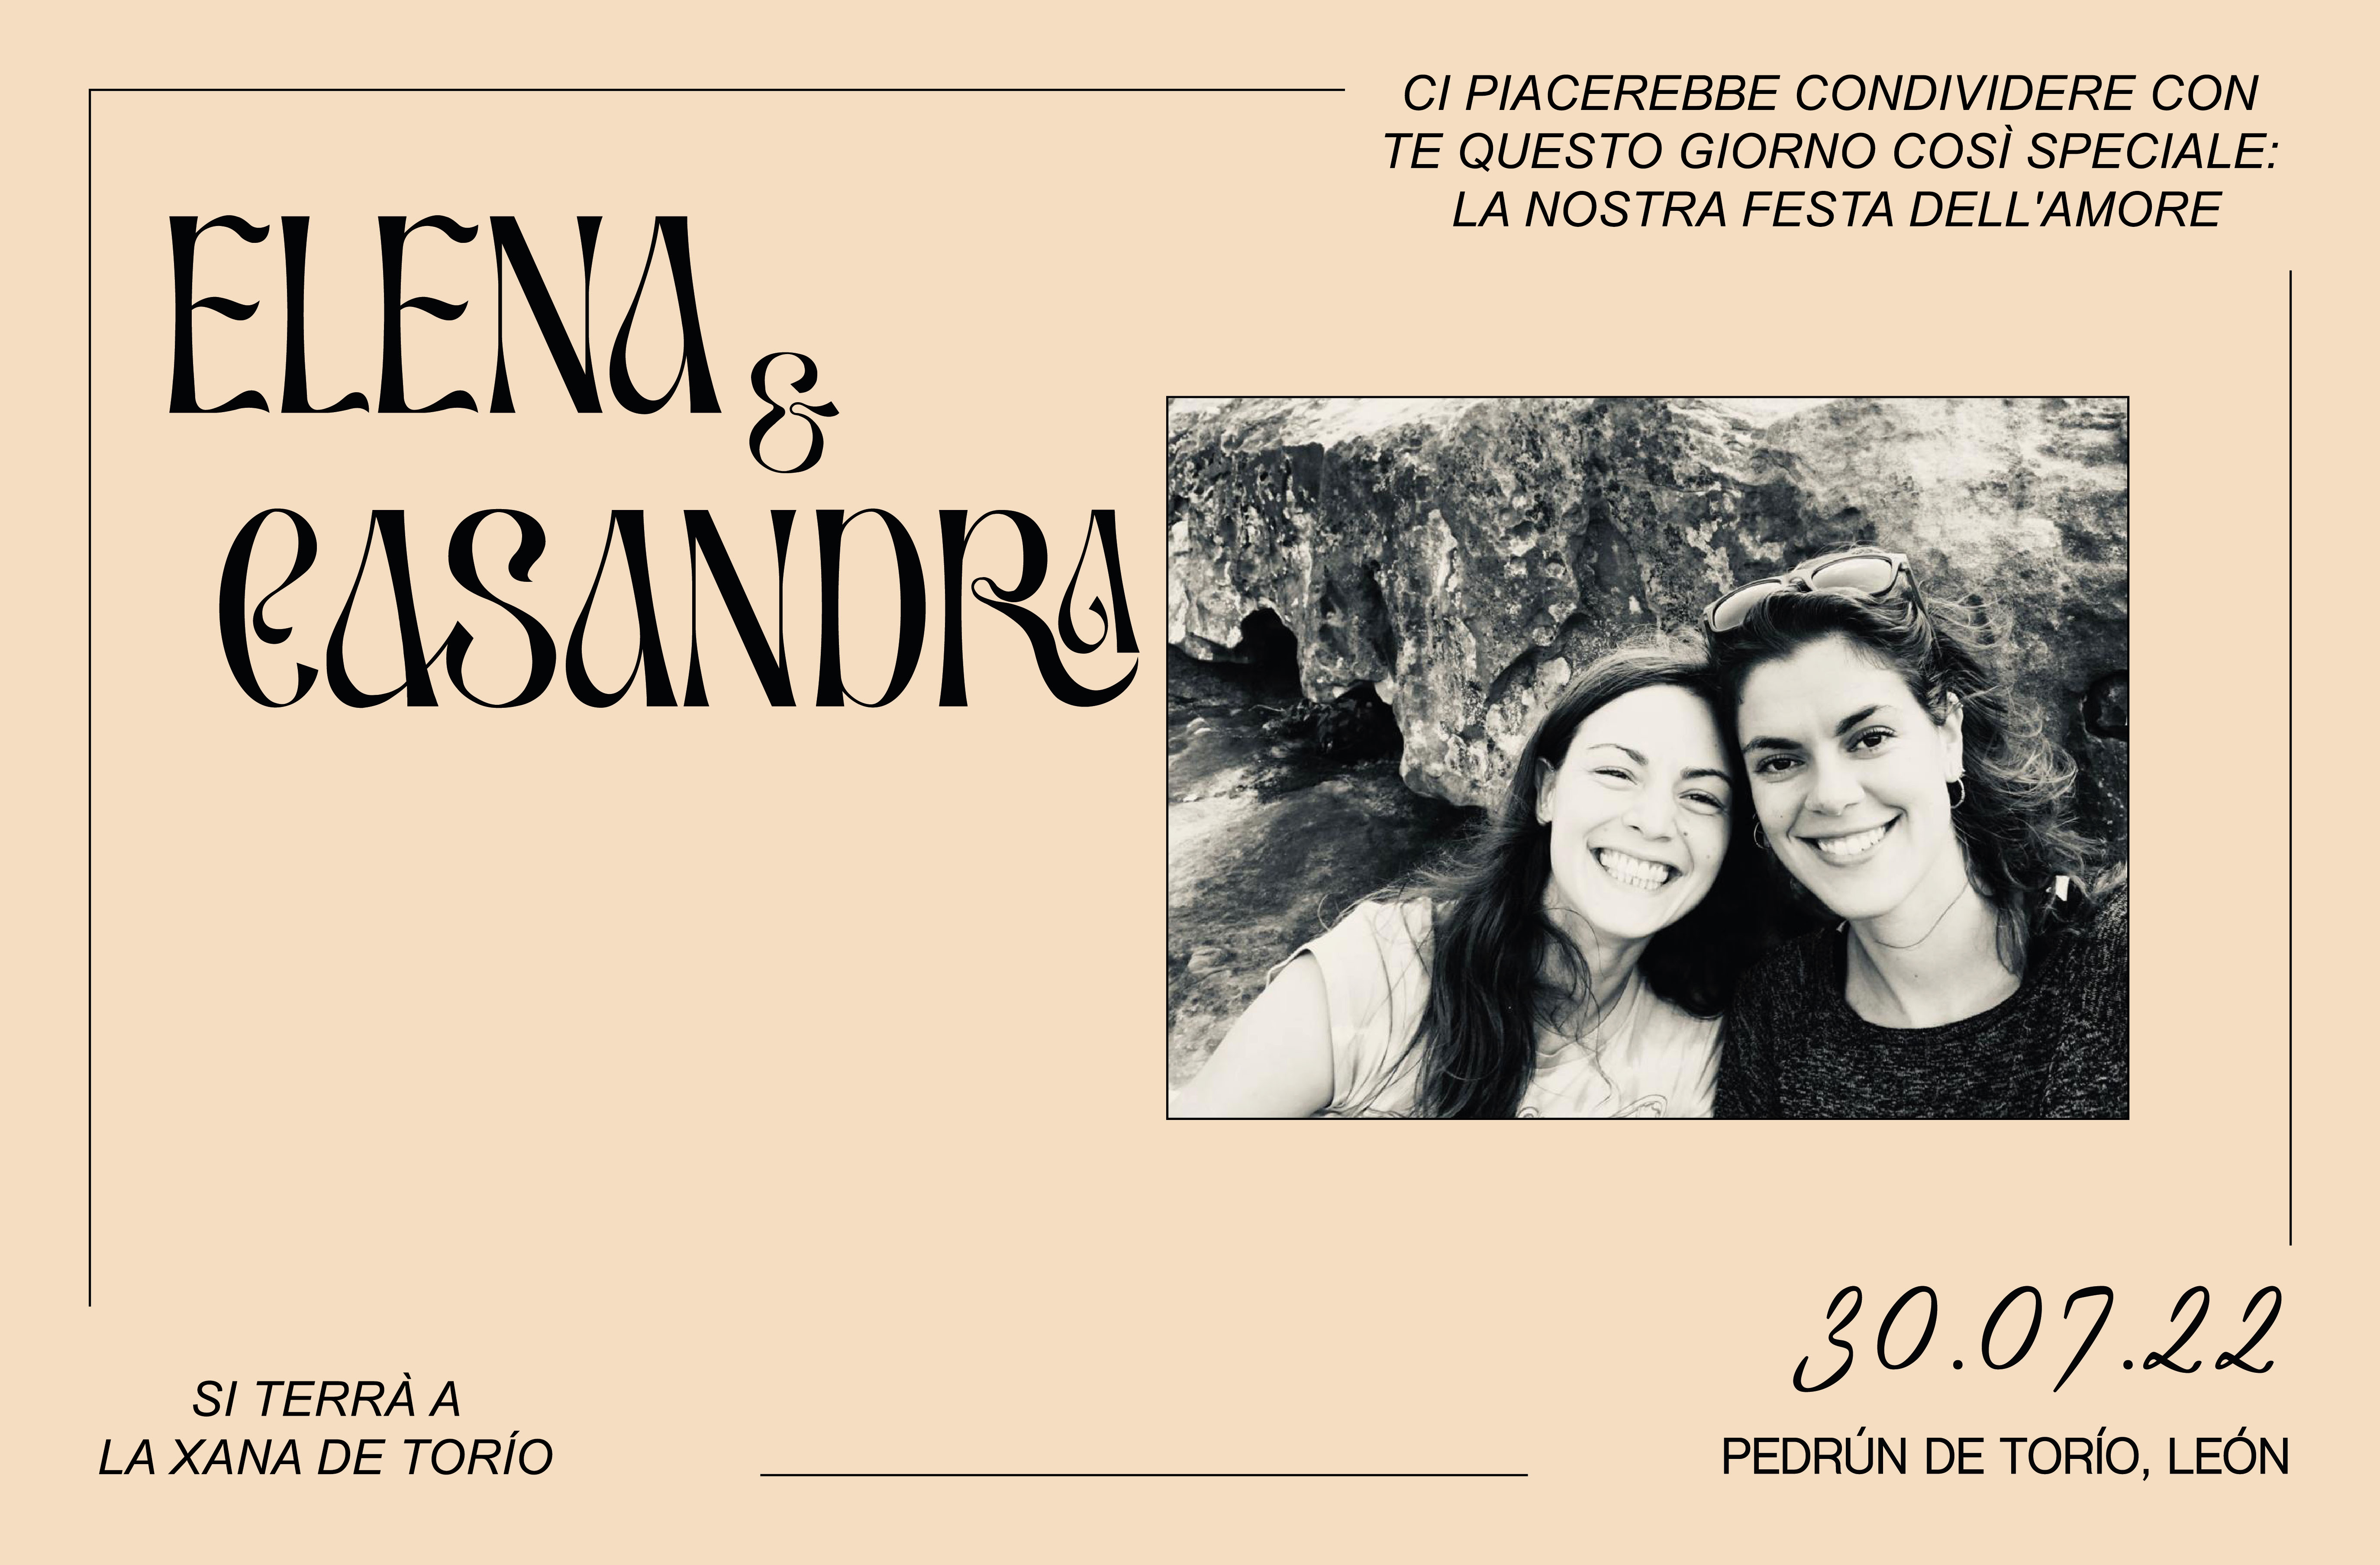 CI PIACEREBBE CONDIVIDERE CON
TE QUESTO GIORNO COSÌ SPECIALE:
LA NOSTRA FESTA DELL'AMORE
ELENA
&
CASANDRA
30.07.22
SI TERRÀ A
LA XANA DE TORÍO
PEDRÚN DE TORÍO, LEÓN